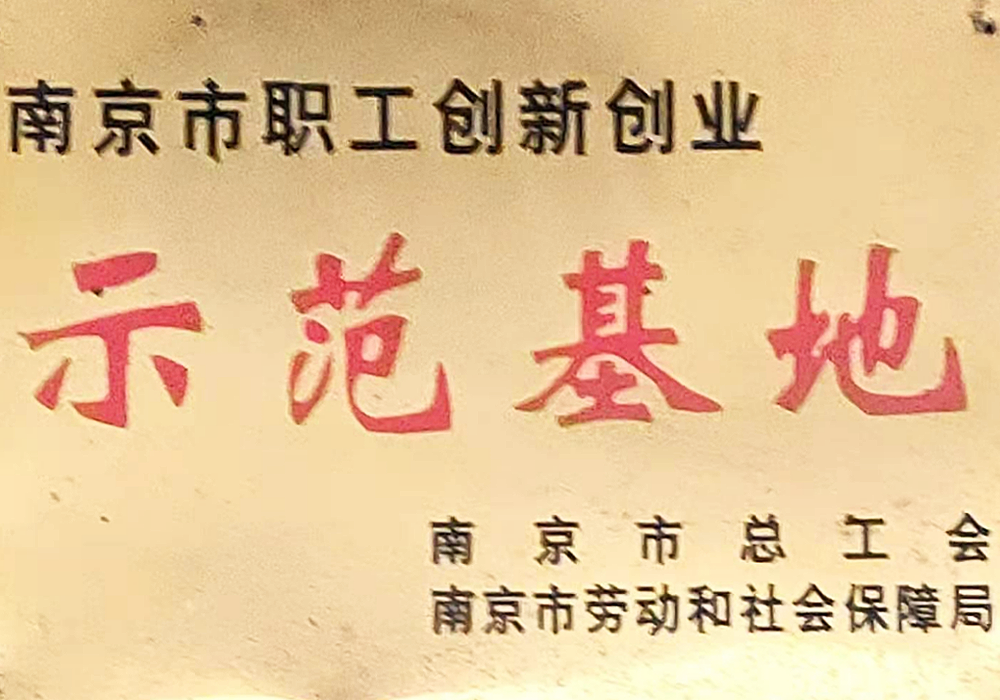 南京市职工创新创业
示范基地
南京市总工会
南京市劳动和社会保障局